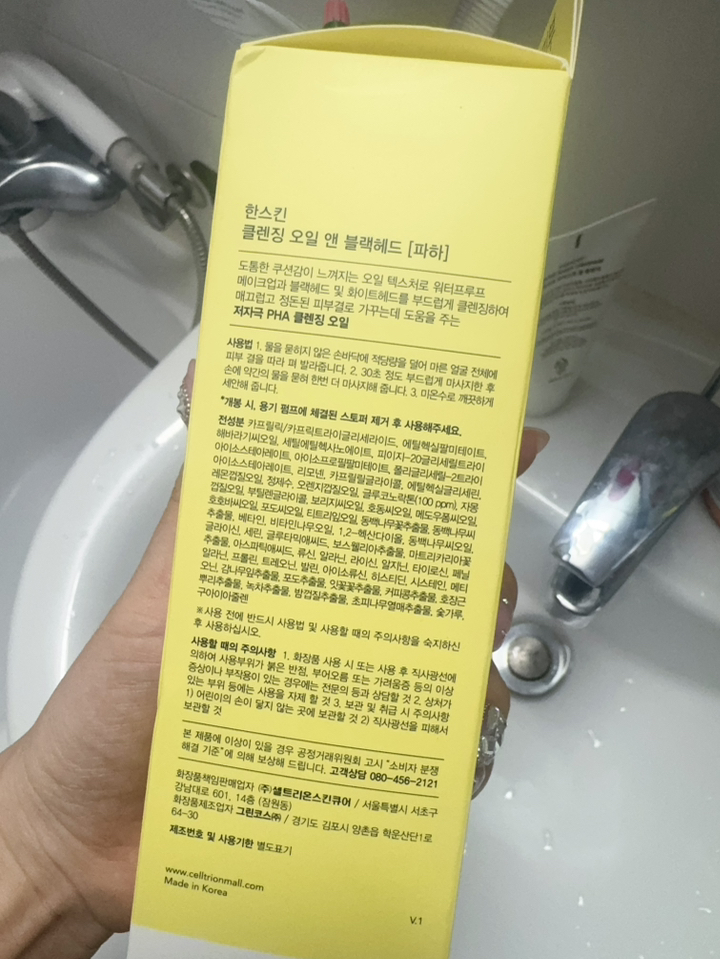 한스킨
클렌징 오일 앤 블랙헤드 [파하]
도톰한 쿠션감이 느껴지는 오일 텍스처로 워터프루프
메이크업과 블랙헤드 및 화이트헤드를 부드럽게 클렌징하여
매끄럽고 정돈된 피부결로 가꾸는데 도움을 주는
저자극 PHA 클렌징 오일
사용법 1. 물을 묻히지 않은 손바닥에 적당량을 덜어 마른 얼굴 전체에
피부 결을 따라 펴 발라줍니다. 2. 30초 정도 부드럽게 마사지한 후
손에 약간의 물을 묻혀 한번 더 마사지해 줍니다. 3. 미온수로 깨끗하게
세안해 줍니다.
*개봉 시, 용기 펌프에 체결된 스토퍼 제거 후 사용해주세요.
전성분 카프릴릭/카프릭트라이글리세라이드, 에틸헥실팔미테이트,
해바라기씨오일, 세틸에틸헥사노에이트, 피이지-20글리세릴트라이
아이소스테아레이트, 아이소프로필팔미테이트, 폴리글리세릴-2트라이
아이소스테아레이트, 리모넨, 카프릴릴글라이콜, 에틸헥실글리세린,
레몬껍질오일, 정제수, 오렌지껍질오일, 글루코노락톤(100 ppm), 자몽
껍질오일, 부틸렌글라이콜, 보리지씨오일, 호동씨오일, 메도우폼씨오일,
호호바씨오일, 포도씨오일, 티트리잎오일, 동백나무꽃추출물, 동백나무씨
추출물, 베타인, 비타민나무오일, 1,2-헥산다이올, 동백나무씨오일,
글라이신, 세린, 글루타믹애씨드, 보스웰리아추출물, 마트리카리아꽃
추출물, 아스파틱애씨드, 류신, 알라닌, 라이신, 알지닌, 타이로신, 페닐
알라닌, 프롤린, 트레오닌, 발린, 아이소류신, 히스티딘, 시스테인, 메티
오닌, 감나무잎추출물, 포도추출물, 잇꽃꽃추출물, 커피콩추출물, 호장근
뿌리추출물, 녹차추출물, 밤껍질추출물, 초피나무열매추출물, 숯가루,
구아이아줄렌
※사용 전에 반드시 사용법 및 사용할 때의 주의사항을 숙지하신
후 사용하십시오.
사용할 때의 주의사항 1. 화장품 사용 시 또는 사용 후 직사광선에
의하여 사용부위가 붉은 반점, 부어오름 또는 가려움증 등의 이상
증상이나 부작용이 있는 경우에는 전문의 등과 상담할 것 2. 상처가
있는 부위 등에는 사용을 자제 할 것 3. 보관 및 취급 시 주의사항
1) 어린이의 손이 닿지 않는 곳에 보관할 것 2) 직사광선을 피해서
보관할 것
본 제품에 이상이 있을 경우 공정거래위원회 고시 "소비자 분쟁
해결 기준"에 의해 보상해 드립니다. 고객상담 080-456-2121
화장품책임판매업자 (주)셀트리온스킨큐어 / 서울특별시 서초구
강남대로 601, 14층 (잠원동)
화장품제조업자 그린코스㈜ / 경기도 김포시 양촌읍 학운산단1로
64-30
제조번호 및 사용기한 별도표기
www.celltrionmall.com
Made in Korea
V.1